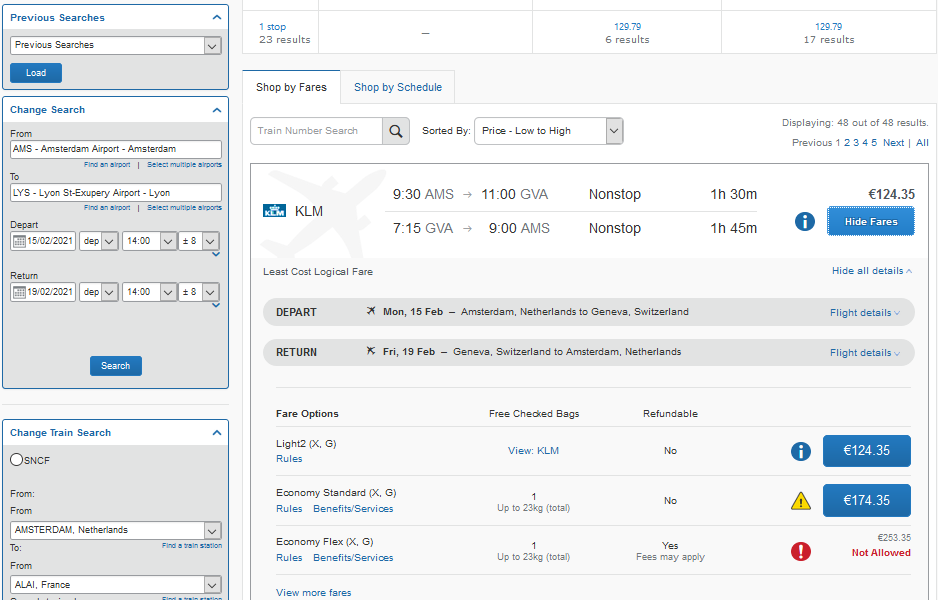 Previous Searches
Previous Searches
Load
Change Search
From
AMS - Amsterdam Airport - Amsterdam
Find an airport | Select multiple airports
To
LYS - Lyon St-Exupery Airport - Lyon
Find an airport | Select multiple airports
Depart
15/02/2021 dep 14:00 ± 8
Return
19/02/2021 dep 14:00 ± 8
Search
Change Train Search
SNCF
From:
From
AMSTERDAM, Netherlands
Find a train station
To:
From
ALAI, France
Find a train station
1 stop
23 results
—
129.79
6 results
129.79
17 results
Shop by Fares
Shop by Schedule
Train Number Search
Sorted By: Price - Low to High
Displaying: 48 out of 48 results.
Previous 1 2 3 4 5 Next | All
KLM
KLM
9:30 AMS → 11:00 GVA Nonstop 1h 30m
7:15 GVA → 9:00 AMS Nonstop 1h 45m
€124.35
Hide Fares
Least Cost Logical Fare
Hide all details
DEPART Mon, 15 Feb – Amsterdam, Netherlands to Geneva, Switzerland Flight details
RETURN Fri, 19 Feb – Geneva, Switzerland to Amsterdam, Netherlands Flight details
Fare Options Free Checked Bags Refundable
Light2 (X, G)
Rules
View: KLM
No
€124.35
Economy Standard (X, G)
Rules Benefits/Services
1
Up to 23kg (total)
No
€174.35
Economy Flex (X, G)
Rules Benefits/Services
1
Up to 23kg (total)
Yes
Fees may apply
€253.35
Not Allowed
View more fares